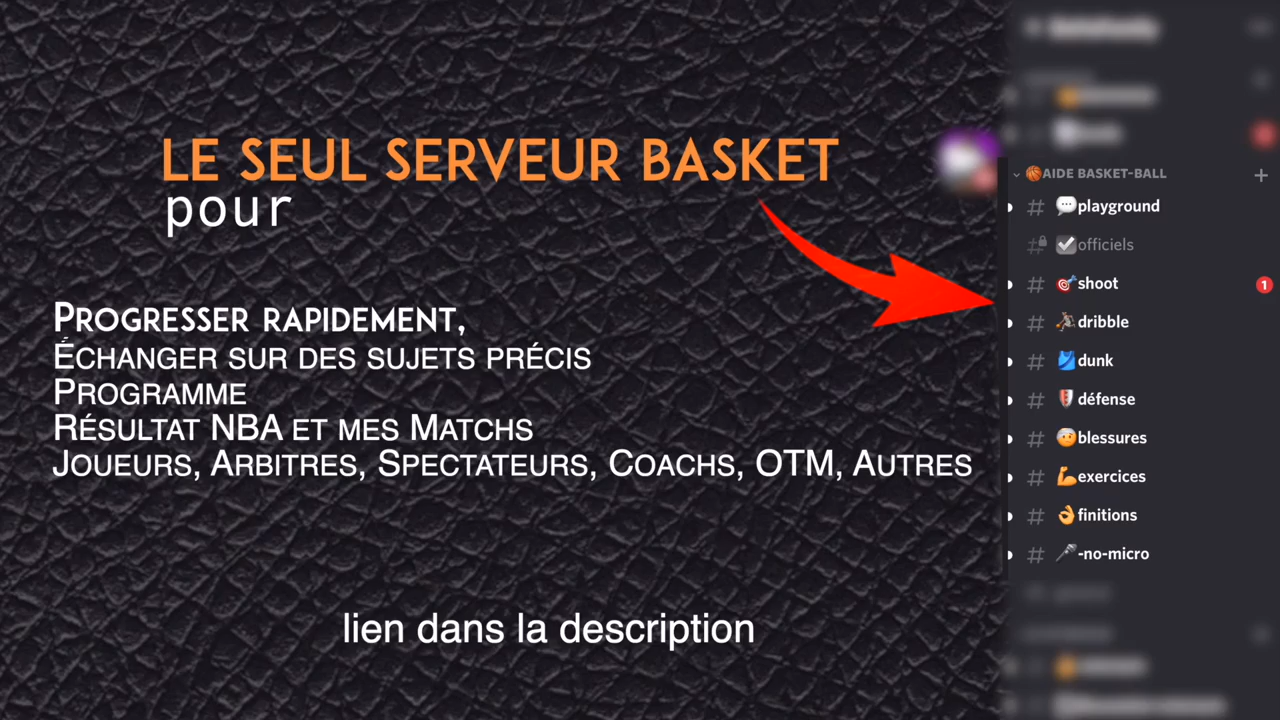 LE SEUL SERVEUR BASKET
pour
PROGRESSER RAPIDEMENT,
ÉCHANGER SUR DES SUJETS PRÉCIS
PROGRAMME
RÉSULTAT NBA ET MES MATCHS
JOUEURS, ARBITRES, SPECTATEURS, COACHS, OTM, AUTRES
lien dans la description
🏀AIDE BASKET-BALL +
# 💬playground
# ☑officiels
# 🎯shoot 1
# dribble
# dunk
# défense
# 🤕blessures
# 💪exercices
# 👌finitions
# 🎤-no-micro